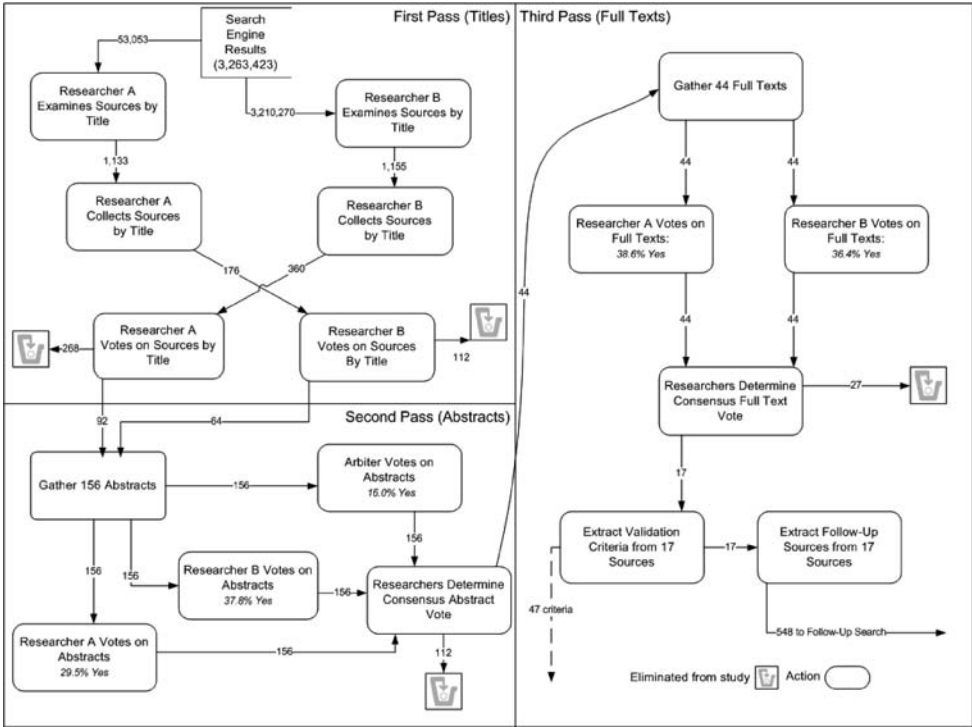 First Pass (Titles)
Search
Engine
Results
(3,263,423)
53,053
3,210,270
Researcher A
Examines Sources by
Title
Researcher B
Examines Sources by
Title
1,133
1,155
Researcher A
Collects Sources
by Title
Researcher B
Collects Sources
by Title
176
360
Researcher A
Votes on Sources by
Title
Researcher B
Votes on Sources
By Title
268
112
92
64
Second Pass (Abstracts)
Gather 156 Abstracts
156
Arbiter Votes on
Abstracts
16.0% Yes
156
156
156
Researcher B Votes on
Abstracts
37.8% Yes
156
Researchers Determine
Consensus Abstract
Vote
Researcher A Votes on
Abstracts
29.5% Yes
156
112
44
Third Pass (Full Texts)
Gather 44 Full Texts
44
44
Researcher A Votes on
Full Texts:
38.6% Yes
Researcher B Votes on
Full Texts:
36.4% Yes
44
44
Researchers Determine
Consensus Full Text
Vote
27
17
Extract Validation
Criteria from 17
Sources
17
Extract Follow-Up
Sources from 17
Sources
47 criteria
548 to Follow-Up Search
Eliminated from study
Action